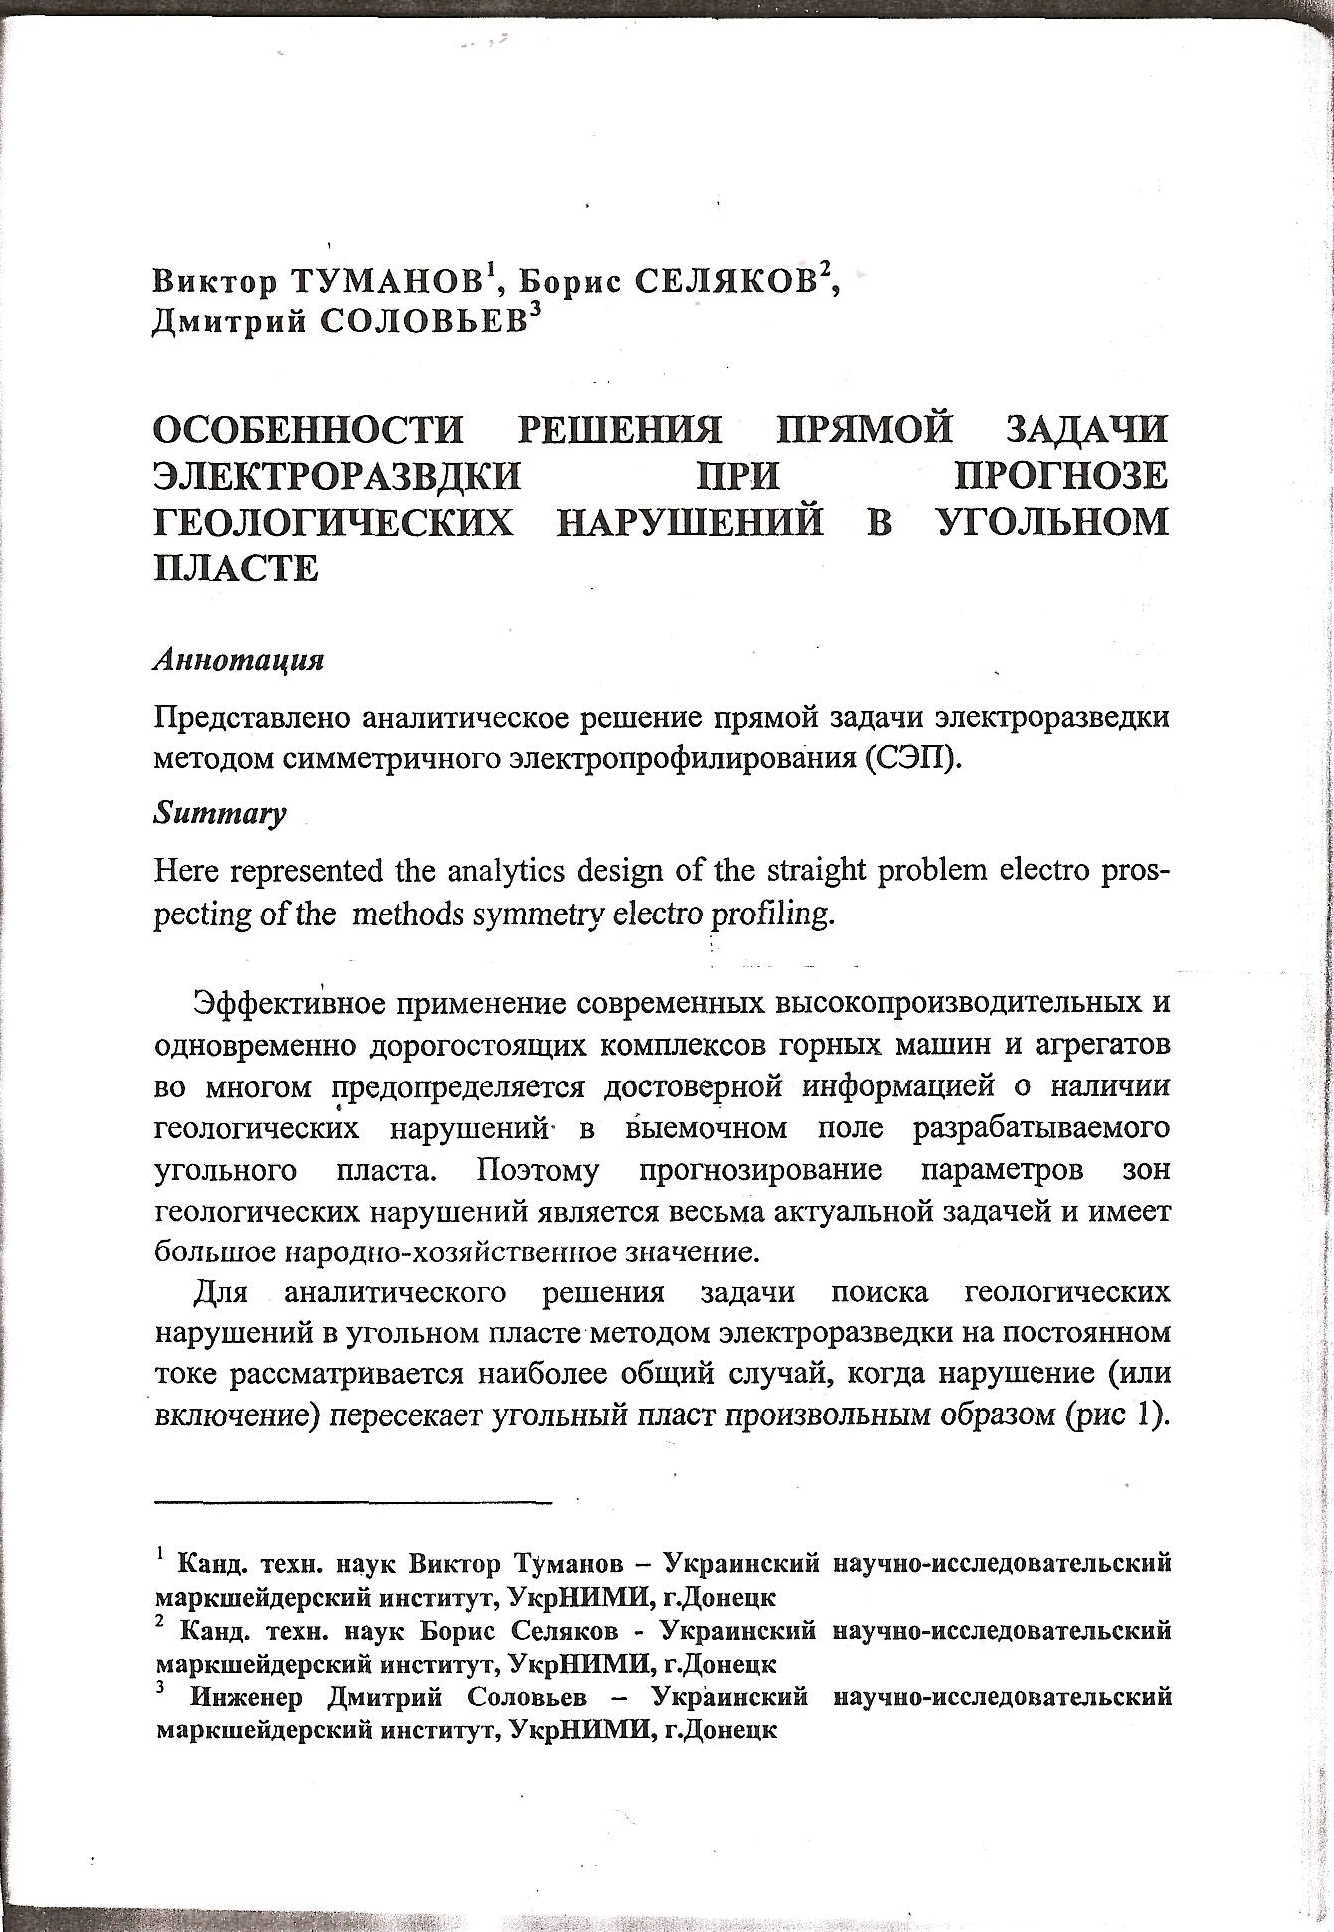 Виктор ТУМАНОВ¹, Борис СЕЛЯКОВ²,
Дмитрий СОЛОВЬЕВ³
ОСОБЕННОСТИ РЕШЕНИЯ ПРЯМОЙ ЗАДАЧИ
ЭЛЕКТРОРАЗВДКИ ПРИ ПРОГНОЗЕ
ГЕОЛОГИЧЕСКИХ НАРУШЕНИЙ В УГОЛЬНОМ
ПЛАСТЕ
Аннотация
Представлено аналитическое решение прямой задачи электроразведки
методом симметричного электропрофилирования (СЭП).
Summary
Here represented the analytics design of the straight problem electro pros-
pecting of the methods symmetry electro profiling.
Эффективное применение современных высокопроизводительных и
одновременно дорогостоящих комплексов горных машин и агрегатов
во многом предопределяется достоверной информацией о наличии
геологических нарушений в выемочном поле разрабатываемого
угольного пласта. Поэтому прогнозирование параметров зон
геологических нарушений является весьма актуальной задачей и имеет
большое народно-хозяйственное значение.
Для аналитического решения задачи поиска геологических
нарушений в угольном пласте методом электроразведки на постоянном
токе рассматривается наиболее общий случай, когда нарушение (или
включение) пересекает угольный пласт произвольным образом (рис 1).
¹ Канд. техн. наук Виктор Туманов – Украинский научно-исследовательский
маркшейдерский институт, УкрНИМИ, г.Донецк
² Канд. техн. наук Борис Селяков - Украинский научно-исследовательский
маркшейдерский институт, УкрНИМИ, г.Донецк
³ Инженер Дмитрий Соловьев – Украинский научно-исследовательский
маркшейдерский институт, УкрНИМИ, г.Донецк